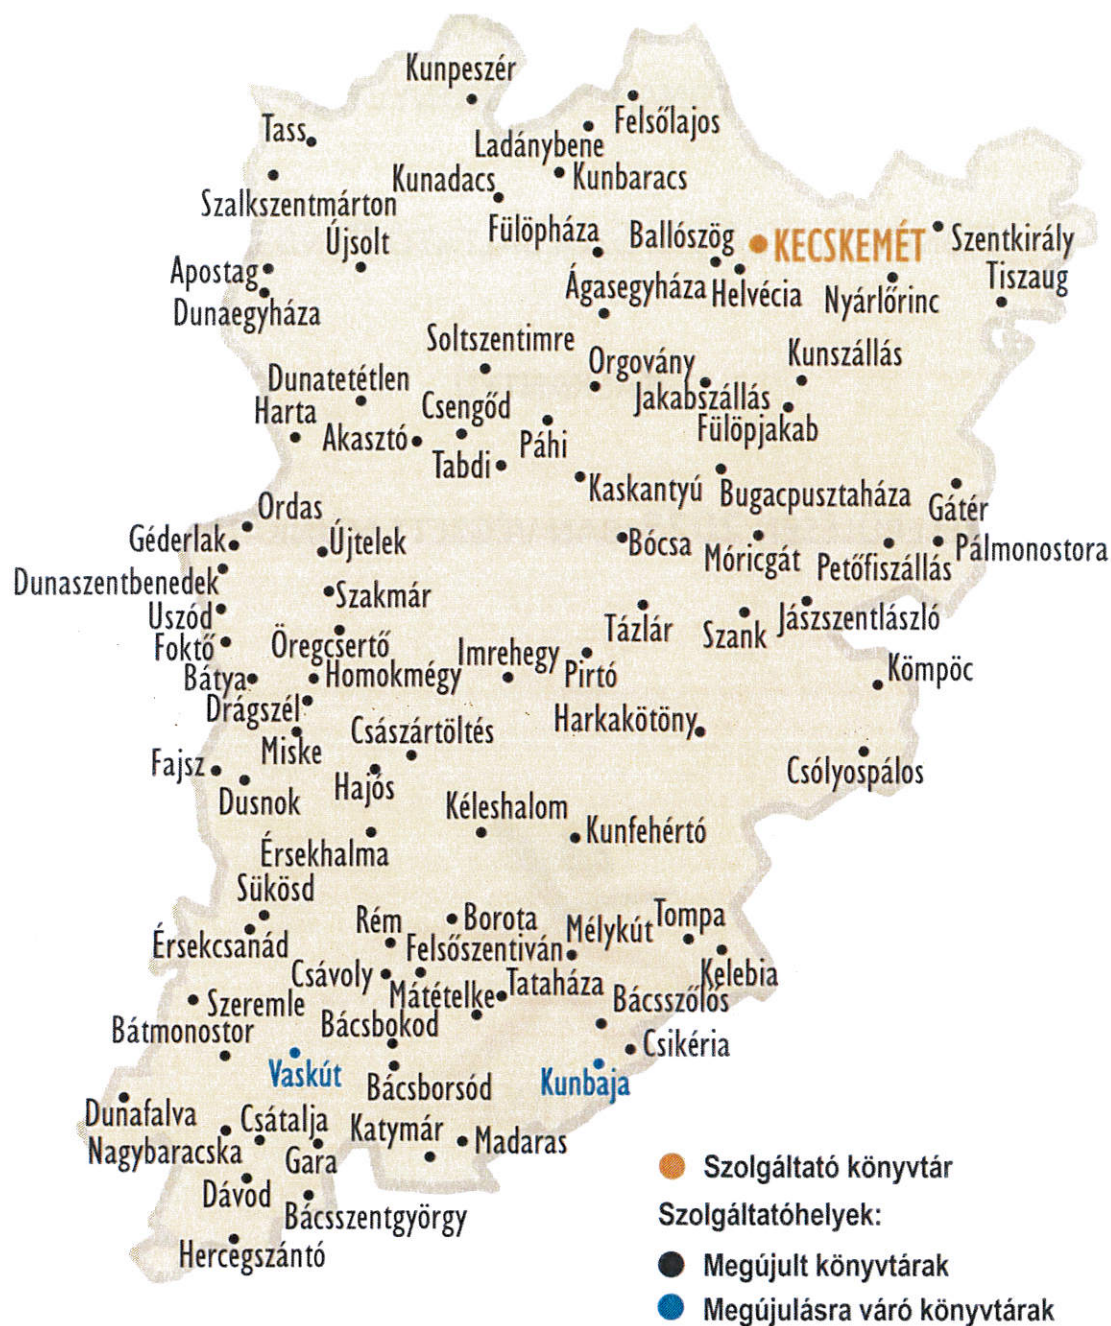 Kunpeszér
Felsőlajos
Tass
Ladánybene
Kunadacs
Kunbaracs
Szalkszentmárton
Újsolt
Fülöpháza
Ballószög
KECSKEMÉT
Szentkirály
Apostag
Ágasegyháza
Helvécia
Nyárlőrinc
Tiszaug
Dunaegyháza
Soltszentimre
Orgovány
Kunszállás
Dunatetétlen
Jakabszállás
Harta
Csengőd
Akasztó
Páhi
Fülöpjakab
Tabdi
Kaskantyú
Bugacpusztaháza
Gátér
Ordas
Géderlak
Újtelek
Bócsa
Móricgát
Petőfiszállás
Pálmonostora
Dunaszentbenedek
Szakmár
Uszód
Tázlár
Szank
Jászszentlászló
Foktő
Öregcsertő
Imrehegy
Pirtó
Kömpöc
Bátya
Homokmégy
Drágszél
Harkakötöny
Császártöltés
Miske
Fajsz
Csólyospálos
Dusnok
Hajós
Kéleshalom
Kunfehértó
Érsekhalma
Sükösd
Rém
Borota
Mélykút
Tompa
Érsekcsanád
Felsőszentiván
Kelebia
Csávoly
Mátételke
Tataháza
Bácsszőlős
Szeremle
Bátmonostor
Bácsbokod
Csikéria
Vaskút
Bácsborsód
Kunbaja
Dunafalva
Csátalja
Katymár
Madaras
Nagybaracska
Gara
Dávod
Bácsszentgyörgy
Hercegszántó
Szolgáltató könyvtár
Szolgáltatóhelyek:
Megújult könyvtárak
Megújulásra váró könyvtárak